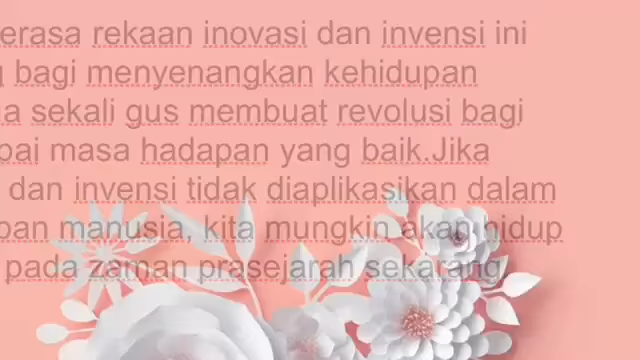 erasa rekaan inovasi dan invensi ini
bagi menyenangkan kehidupan
sekali gus membuat revolusi bagi
masa hadapan yang baik.Jika
dan invensi tidak diaplikasikan dalam
manusia, kita mungkin akan hidup
pada zaman prasejarah sekarang